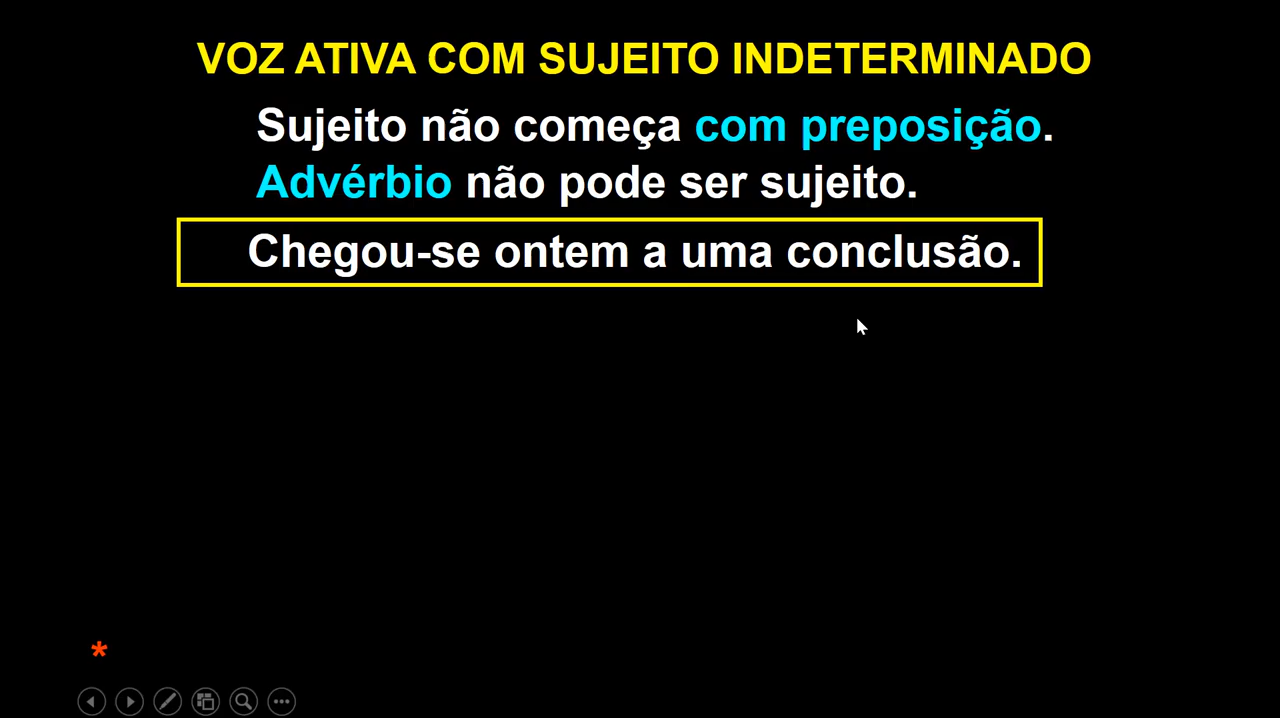 VOZ ATIVA COM SUJEITO INDETERMINADO
Sujeito não começa com preposição.
Advérbio não pode ser sujeito.
Chegou-se ontem a uma conclusão.
*